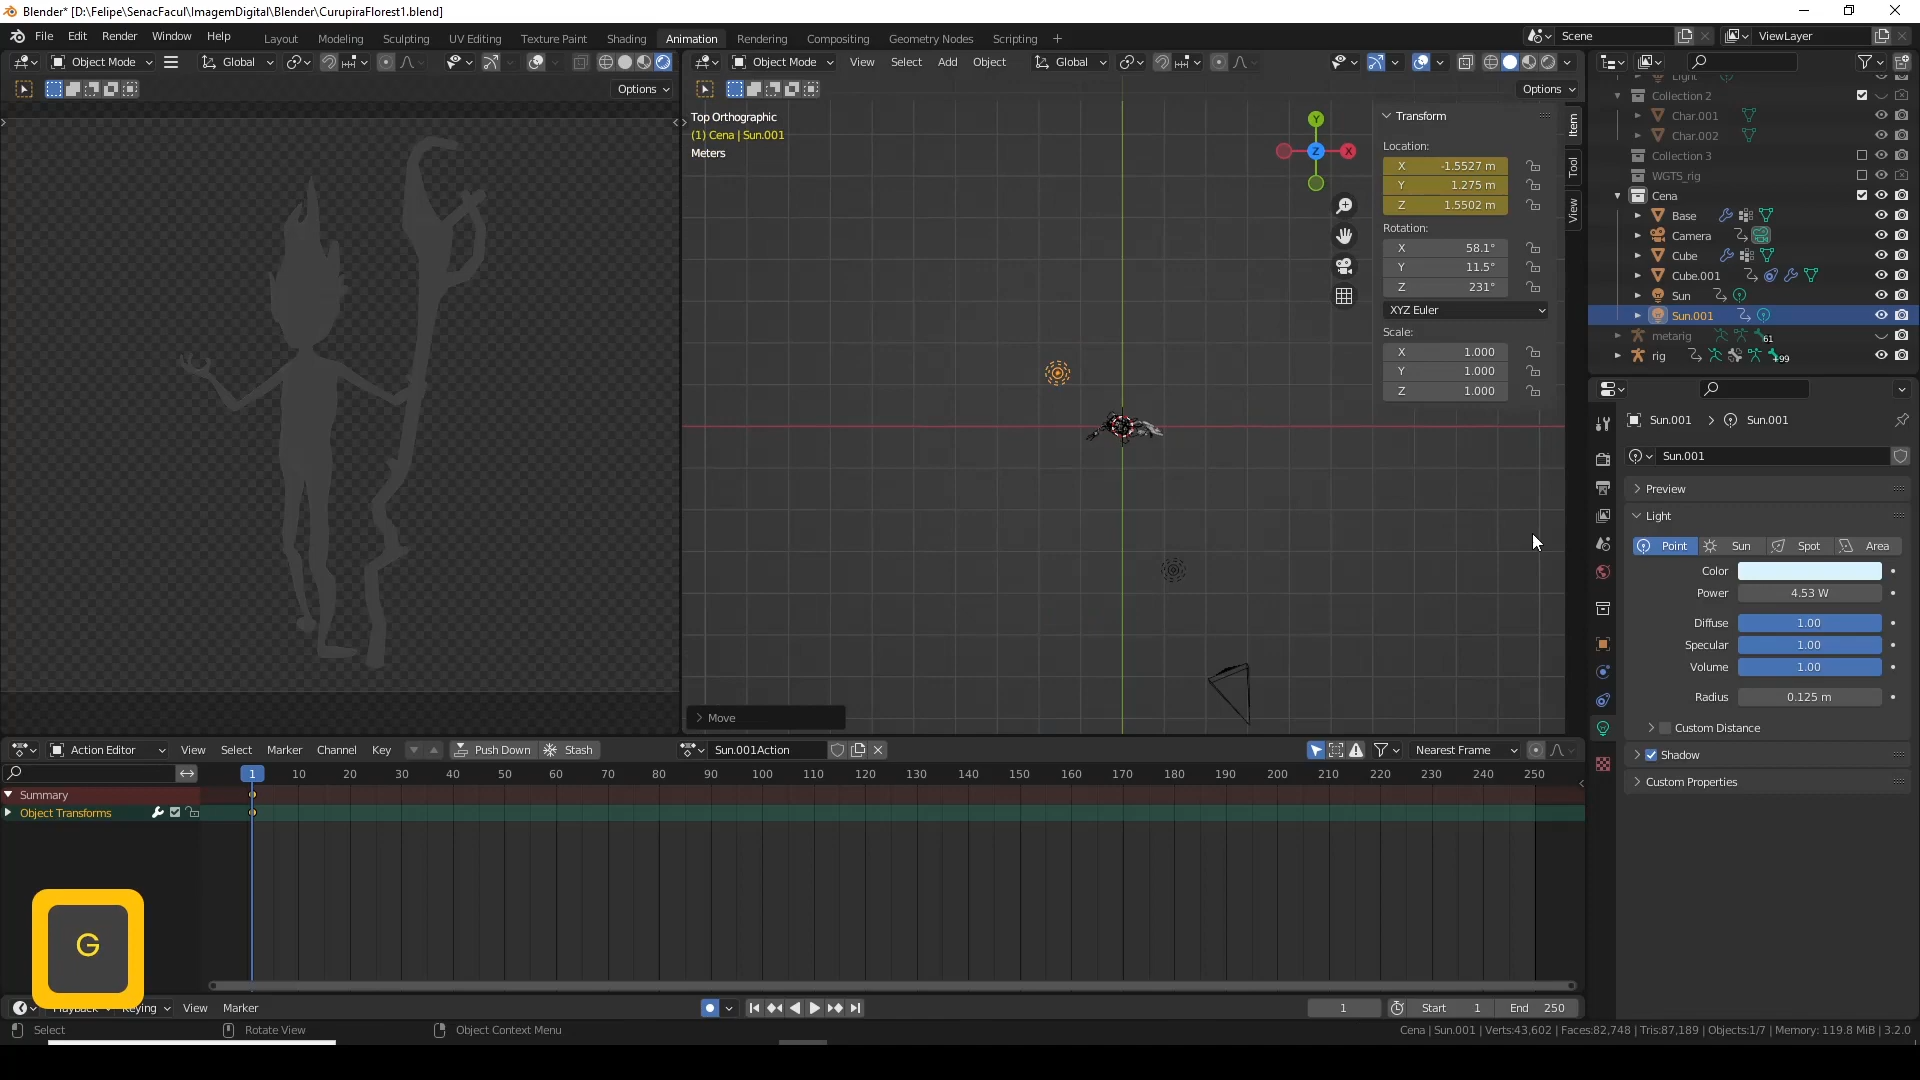 Blender* [D:\Felipe\SenacFacul\ImagemDigital\Blender\CurupiraFlorest1.blend]
File Edit Render Window Help Layout Modeling Sculpting UV Editing Texture Paint Shading Animation Rendering Compositing Geometry Nodes Scripting + Scene ViewLayer
Object Mode Global
Object Mode View Select Add Object Global
Options
Options
Top Orthographic
(1) Cena | Sun.001
Meters
Y
X
Z
Transform
Location:
X -1.5527 m
Y 1.275 m
Z 1.5502 m
Rotation:
X 58.1°
Y 11.5°
Z 231°
XYZ Euler
Scale:
X 1.000
Y 1.000
Z 1.000
Item
Tool
View
Light
Collection 2
Char.001
Char.002
Collection 3
WGTS_rig
Cena
Base
Camera
Cube
Cube.001
Sun
Sun.001
metarig 61
rig +99
Sun.001 > Sun.001
Sun.001
Preview
Light
Point Sun Spot Area
Color
Power 4.53 W
Diffuse 1.00
Specular 1.00
Volume 1.00
Radius 0.125 m
Custom Distance
Shadow
Custom Properties
Move
Action Editor View Select Marker Channel Key Push Down Stash Sun.001Action Nearest Frame
1 10 20 30 40 50 60 70 80 90 100 110 120 130 140 150 160 170 180 190 200 210 220 230 240 250
Summary
Object Transforms
G
Playback Keying View Marker 1 Start 1 End 250
Select Rotate View Object Context Menu Cena | Sun.001 | Verts:43,602 | Faces:82,748 | Tris:87,189 | Objects:1/7 | Memory: 119.8 MiB | 3.2.0